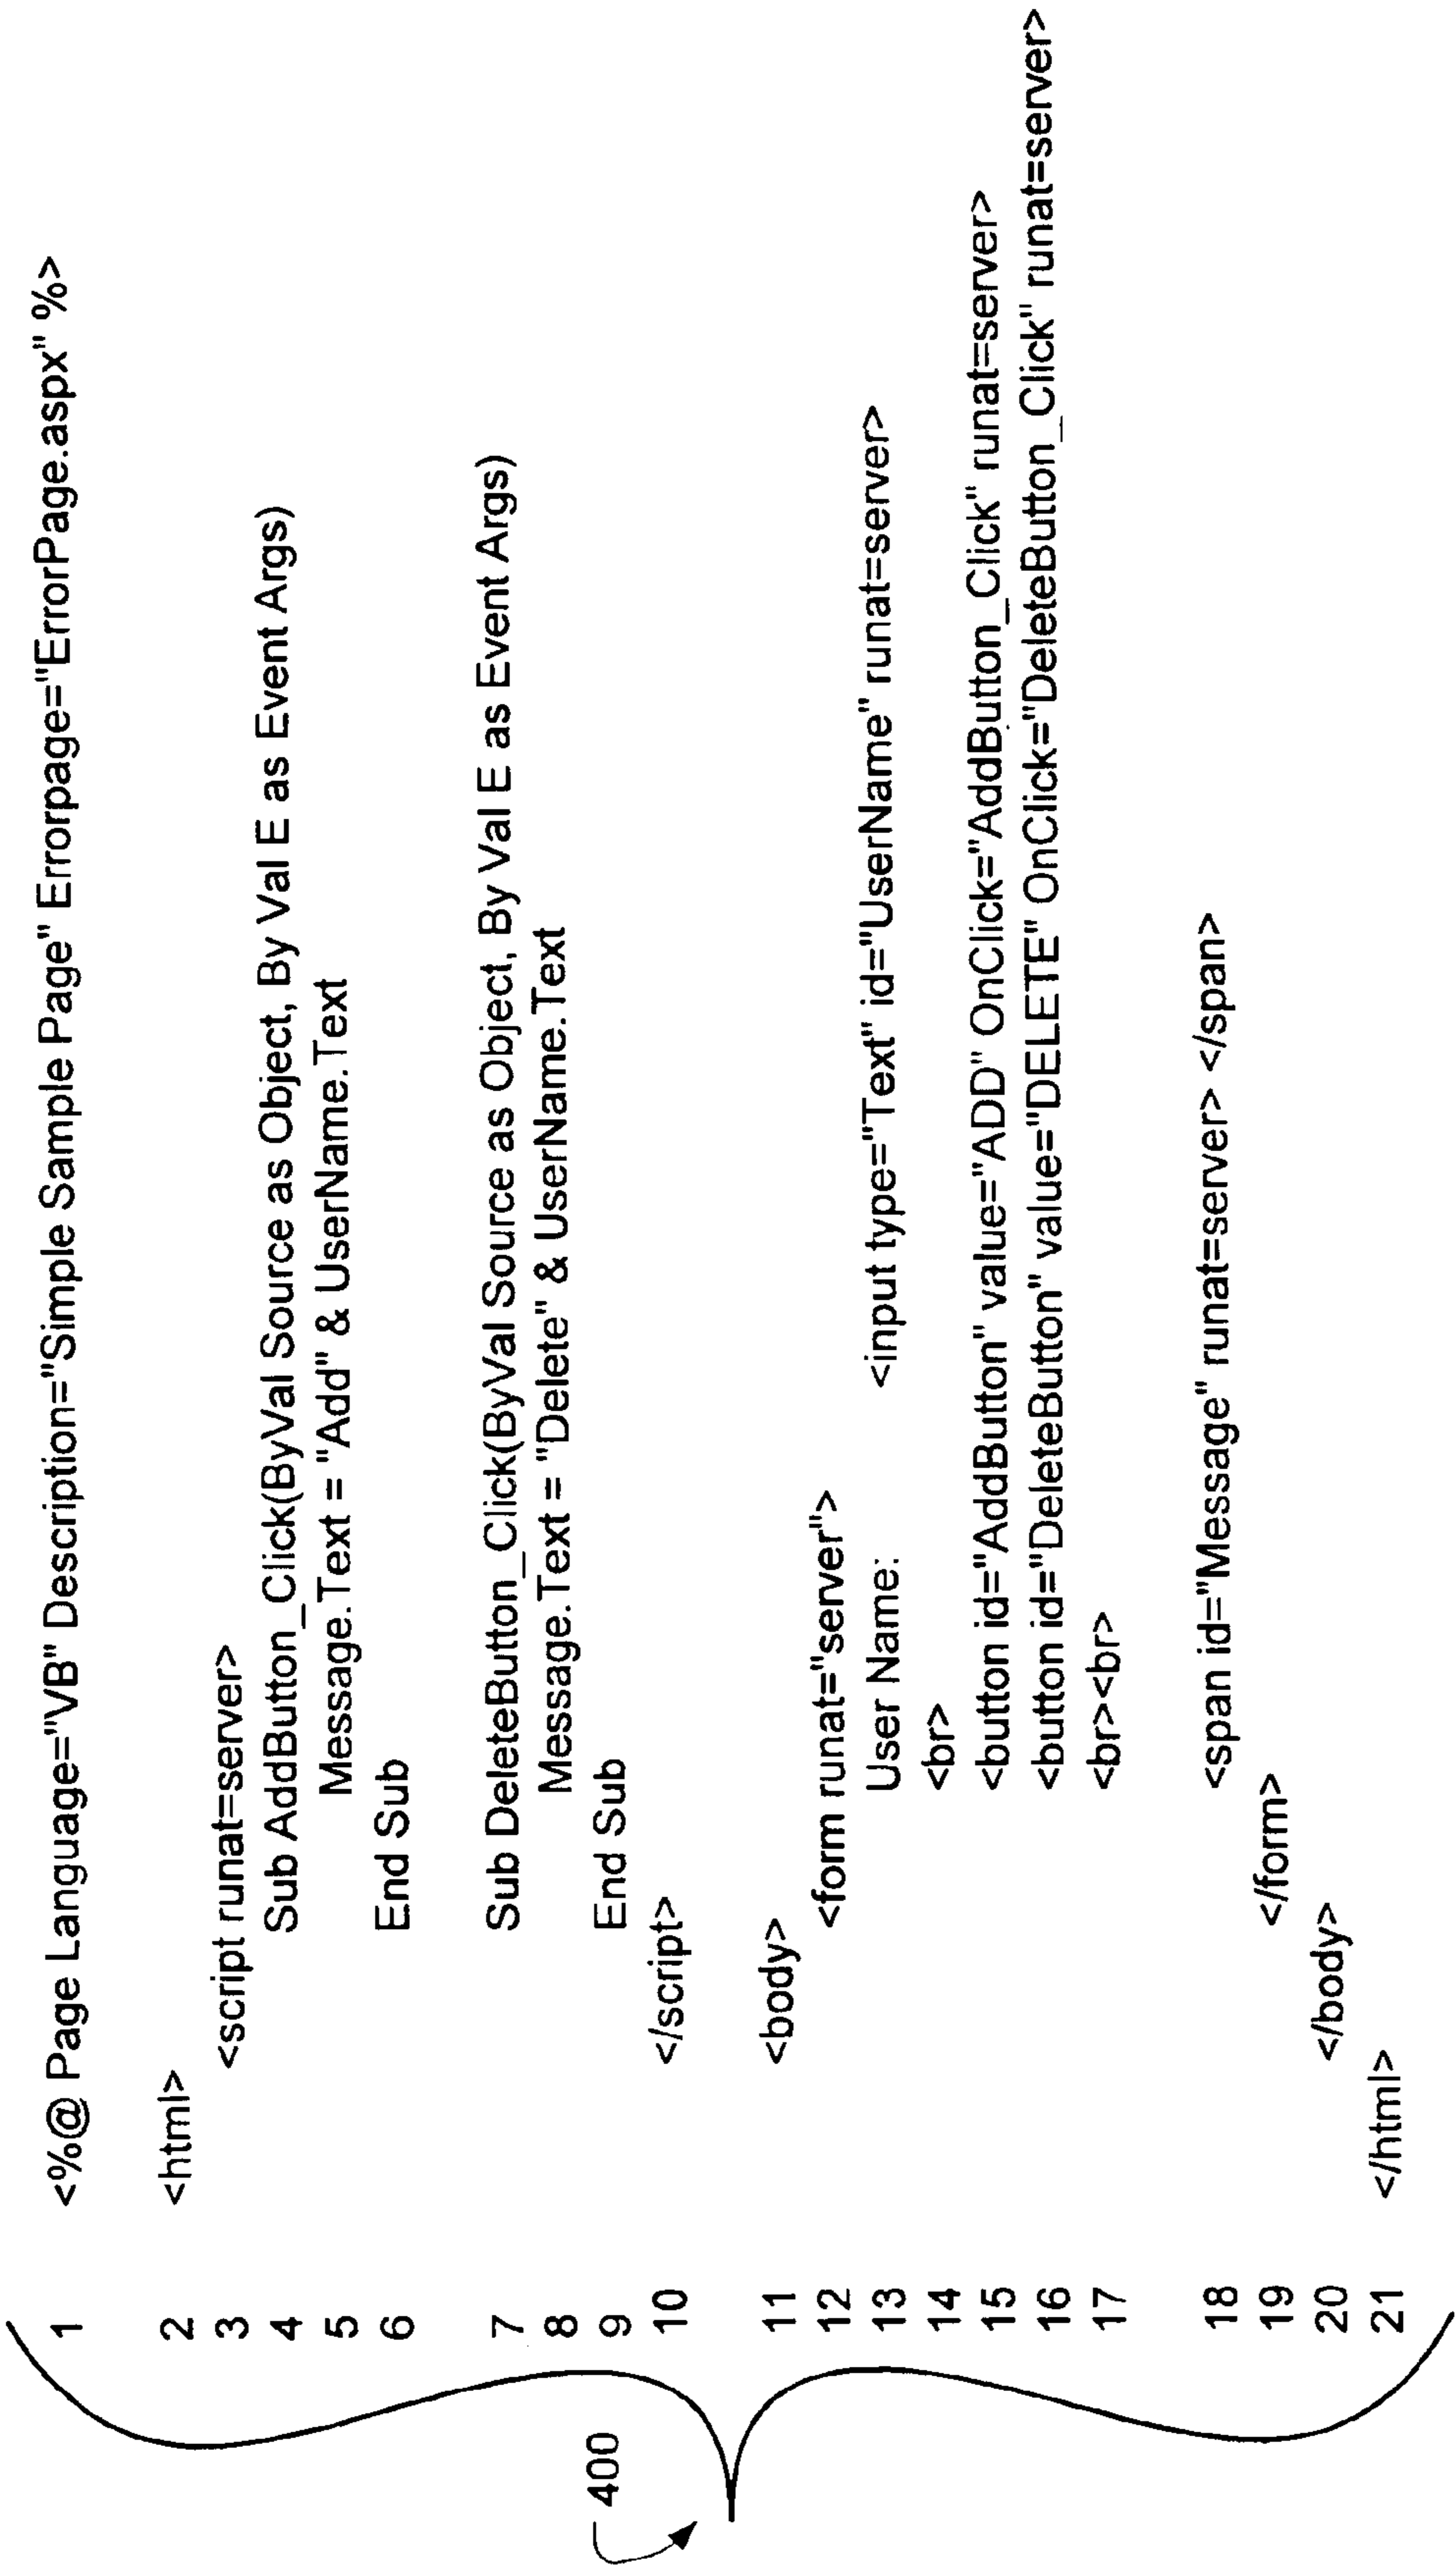 400
1 <%@ Page Language="VB" Description="Simple Sample Page" Errorpage="ErrorPage.aspx" %>
2 <html>
3 <script runat=server>
4 Sub AddButton_Click(ByVal Source as Object, By Val E as Event Args)
5 Message.Text = "Add" & UserName.Text
6 End Sub
7 Sub DeleteButton_Click(ByVal Source as Object, By Val E as Event Args)
8 Message.Text = "Delete" & UserName.Text
9 End Sub
10 </script>
11 <body>
12 <form runat="server">
13 User Name: <input type="Text" id="UserName" runat=server>
14 <br>
15 <button id="AddButton" value="ADD" OnClick="AddButton_Click" runat=server>
16 <button id="DeleteButton" value="DELETE" OnClick="DeleteButton_Click" runat=server>
17 <br><br>
18 <span id="Message" runat=server> </span>
19 </form>
20 </body>
21 </html>